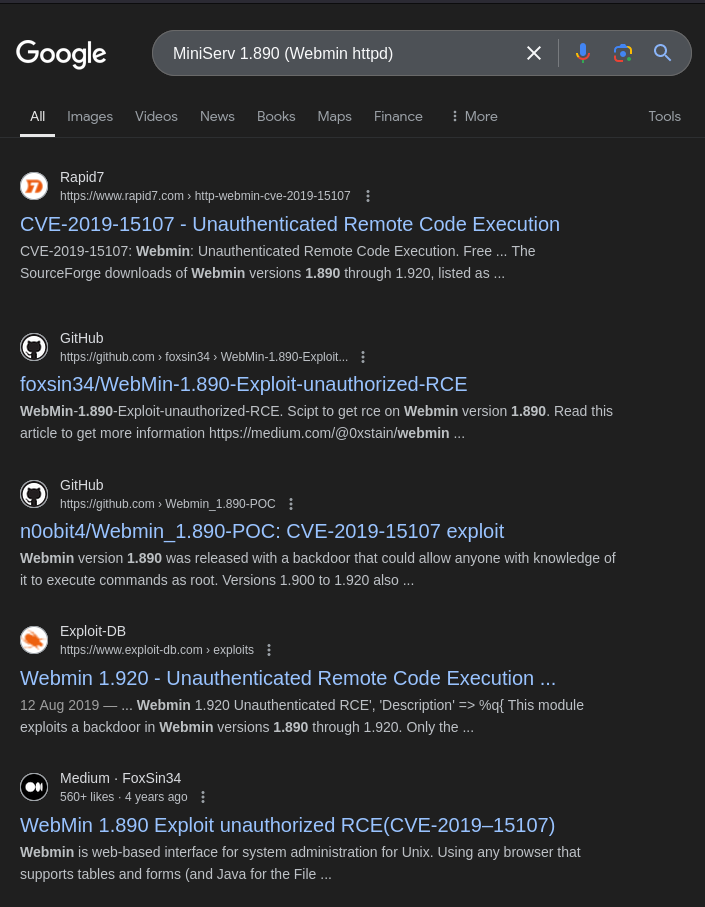 Google
MiniServ 1.890 (Webmin httpd)
All Images Videos News Books Maps Finance More Tools
Rapid7
https://www.rapid7.com › http-webmin-cve-2019-15107
CVE-2019-15107 - Unauthenticated Remote Code Execution
CVE-2019-15107: Webmin: Unauthenticated Remote Code Execution. Free ... The
SourceForge downloads of Webmin versions 1.890 through 1.920, listed as ...
GitHub
https://github.com › foxsin34 › WebMin-1.890-Exploit...
foxsin34/WebMin-1.890-Exploit-unauthorized-RCE
WebMin-1.890-Exploit-unauthorized-RCE. Scipt to get rce on Webmin version 1.890. Read this
article to get more information https://medium.com/@0xstain/webmin ...
GitHub
https://github.com › Webmin_1.890-POC
n0obit4/Webmin_1.890-POC: CVE-2019-15107 exploit
Webmin version 1.890 was released with a backdoor that could allow anyone with knowledge of
it to execute commands as root. Versions 1.900 to 1.920 also ...
Exploit-DB
https://www.exploit-db.com › exploits
Webmin 1.920 - Unauthenticated Remote Code Execution ...
12 Aug 2019 — ... Webmin 1.920 Unauthenticated RCE', 'Description' => %q{ This module
exploits a backdoor in Webmin versions 1.890 through 1.920. Only the ...
Medium · FoxSin34
560+ likes · 4 years ago
WebMin 1.890 Exploit unauthorized RCE(CVE-2019–15107)
Webmin is web-based interface for system administration for Unix. Using any browser that
supports tables and forms (and Java for the File ...